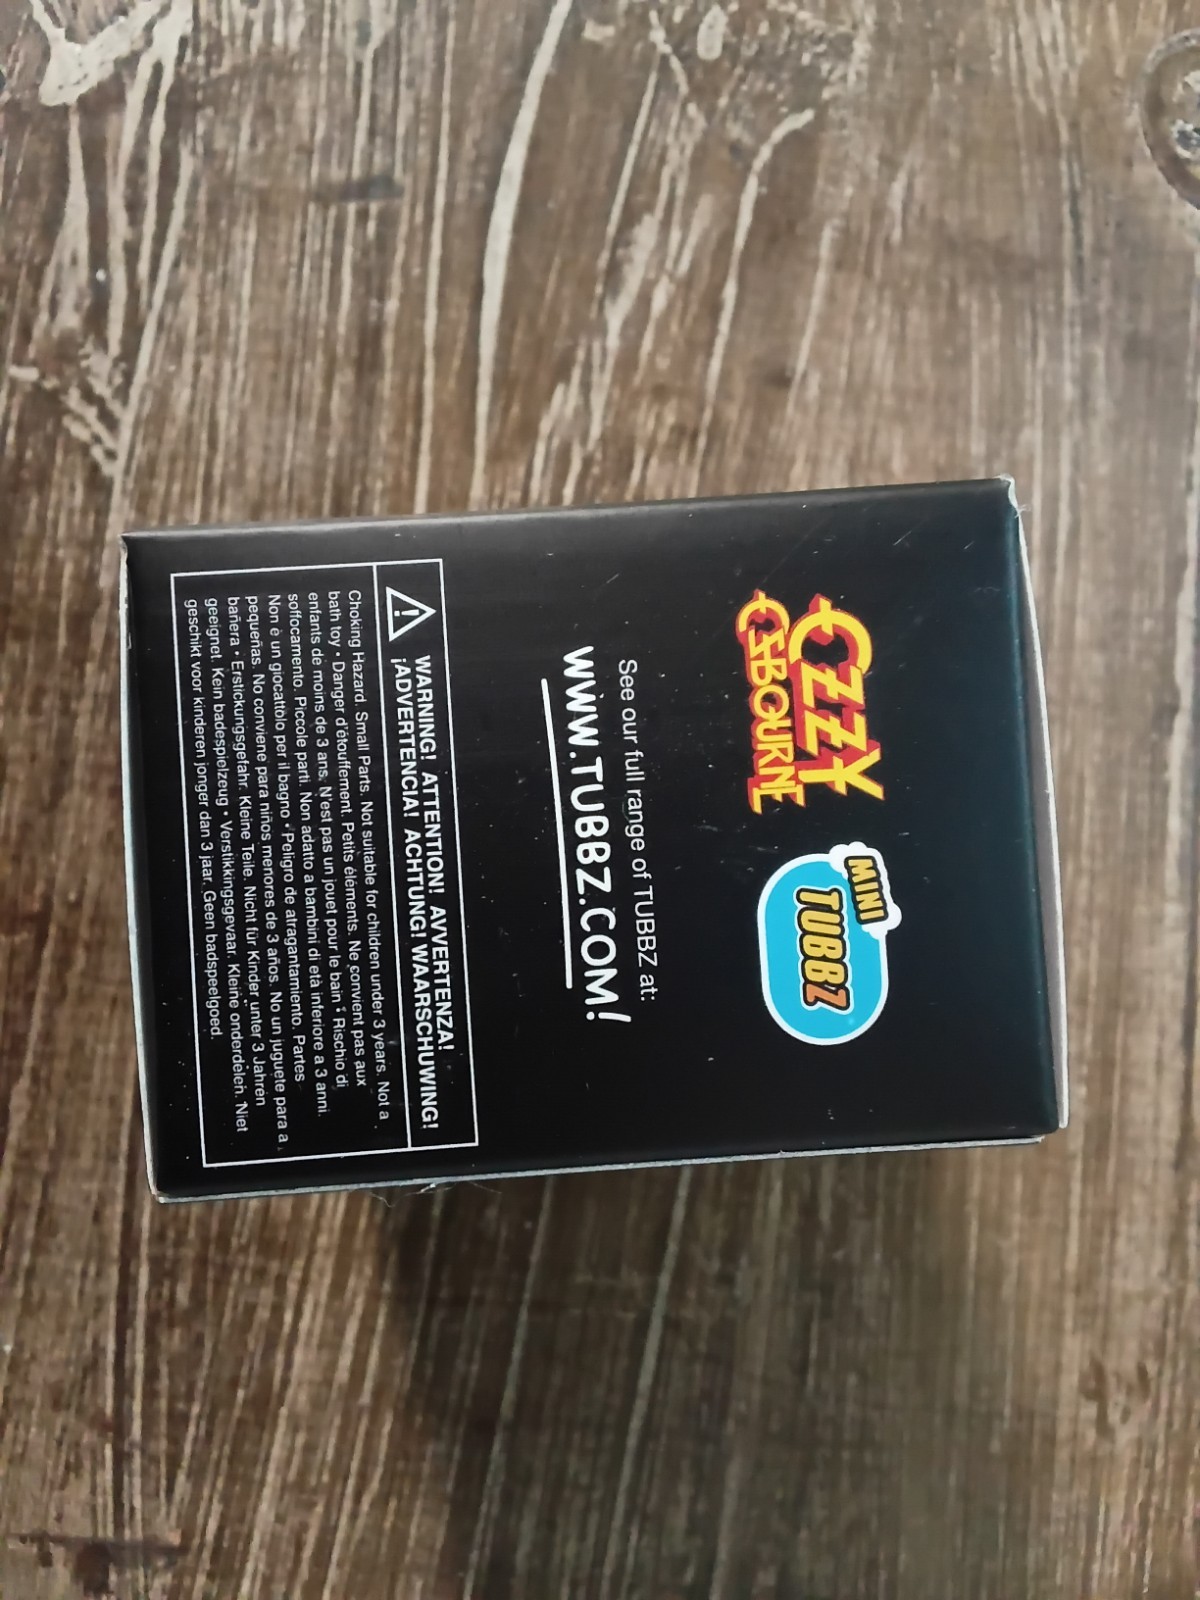 OZZY
OSBOURNE
MINI
TUBBZ
See our full range of TUBBZ at:
WWW.TUBBZ.COM!
WARNING! ATTENTION! AVVERTENZA!
¡ADVERTENCIA! ACHTUNG! WAARSCHUWING!
Choking Hazard. Small Parts. Not suitable for children under 3 years. Not a
bath toy • Danger d'étouffement. Petits éléments. Ne convient pas aux
enfants de moins de 3 ans. N'est pas un jouet pour le bain • Rischio di
soffocamento. Piccole parti. Non adatto a bambini di età inferiore a 3 anni.
Non è un giocattolo per il bagno • Peligro de atragantamiento. Partes
pequeñas. No conviene para niños menores de 3 años. No un juguete para a
bañera • Erstickungsgefahr. Kleine Teile. Nicht für Kinder unter 3 Jahren
geeignet. Kein badespielzeug • Verstikkingsgevaar. Kleine onderdelen. Niet
geschikt voor kinderen jonger dan 3 jaar. Geen badspeelgoed.